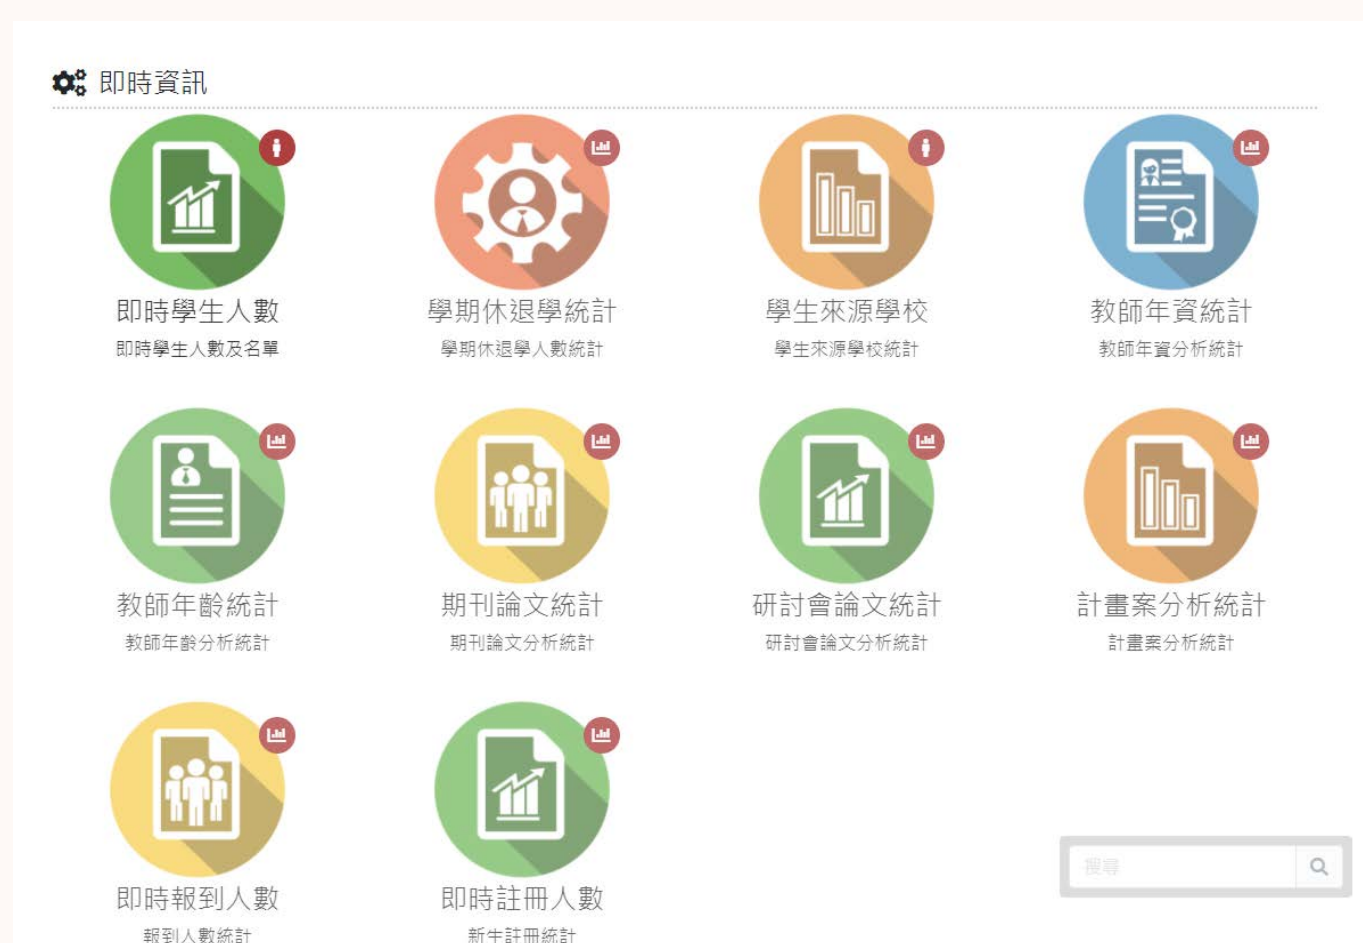 即時資訊
即時學生人數
即時學生人數及名單
學期休退學統計
學期休退學人數統計
學生來源學校
學生來源學校統計
教師年資統計
教師年資分析統計
教師年齡統計
教師年齡分析統計
期刊論文統計
期刊論文分析統計
研討會論文統計
研討會論文分析統計
計畫案分析統計
計畫案分析統計
即時報到人數
報到人數統計
即時註冊人數
新生註冊統計
搜尋